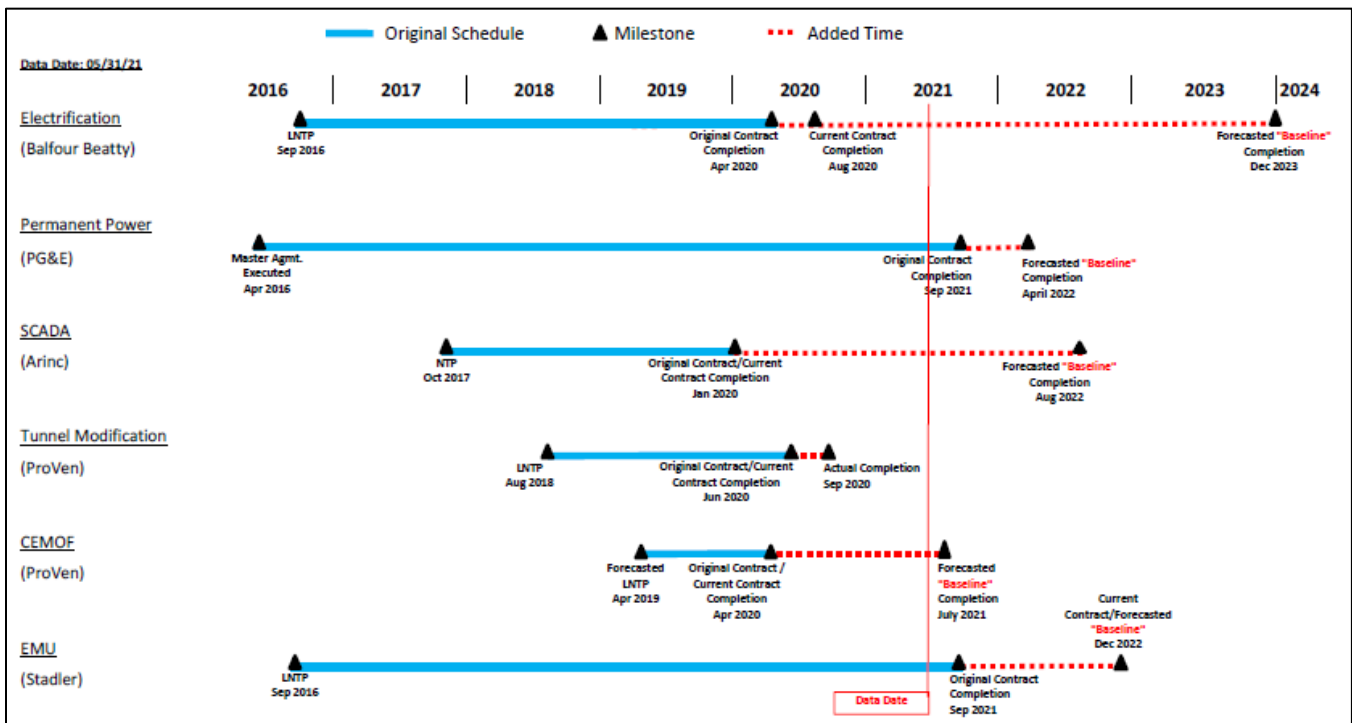 Original Schedule Milestone Added Time
Data Date: 05/31/21
2016 2017 2018 2019 2020 2021 2022 2023 2024
Electrification
(Balfour Beatty)
LNTP
Sep 2016
Original Contract
Completion
Apr 2020
Current Contract
Completion
Aug 2020
Forecasted "Baseline"
Completion
Dec 2023
Permanent Power
(PG&E)
Master Agmt.
Executed
Apr 2016
Original Contract
Completion
Sep 2021
Forecasted "Baseline"
Completion
April 2022
SCADA
(Arinc)
NTP
Oct 2017
Original Contract/Current
Contract Completion
Jan 2020
Forecasted "Baseline"
Completion
Aug 2022
Tunnel Modification
(ProVen)
LNTP
Aug 2018
Original Contract/Current
Contract Completion
Jun 2020
Actual Completion
Sep 2020
CEMOF
(ProVen)
Forecasted
LNTP
Apr 2019
Original Contract /
Current Contract
Completion
Apr 2020
Forecasted
"Baseline"
Completion
July 2021
Current
Contract/Forecasted
"Baseline"
Dec 2022
EMU
(Stadler)
LNTP
Sep 2016
Original Contract
Completion
Sep 2021
Data Date